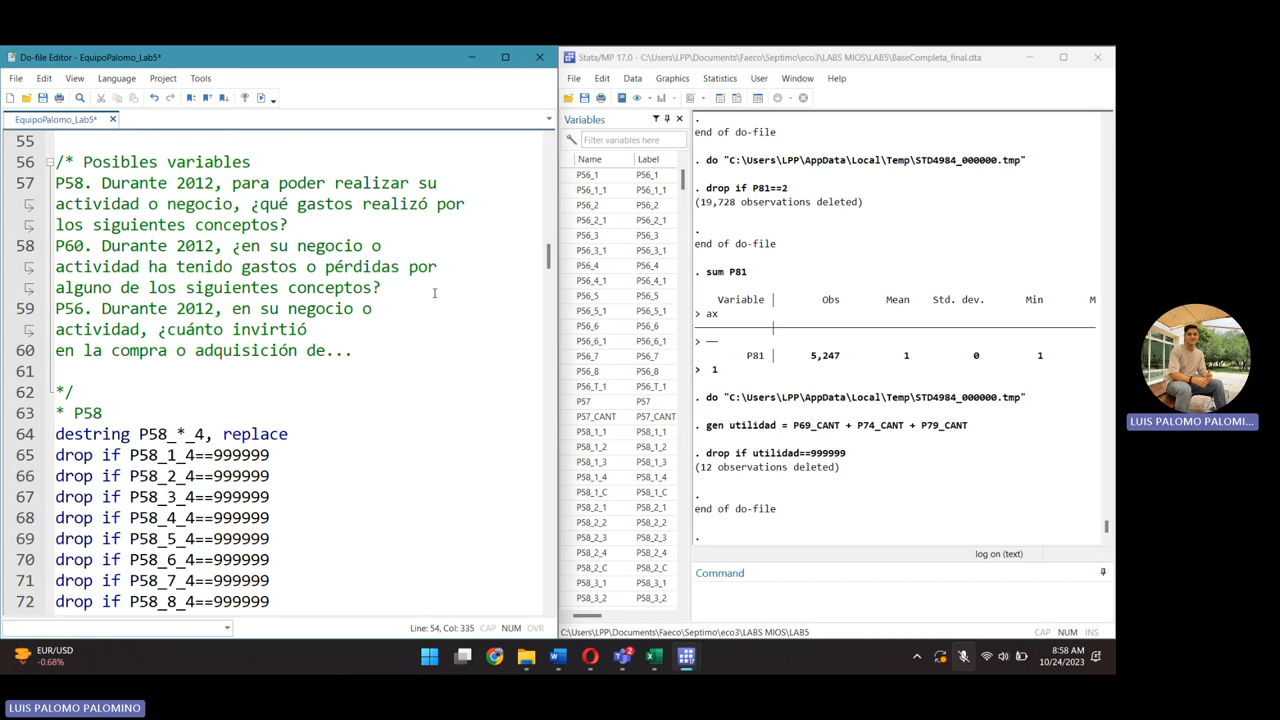 Do-file Editor - EquipoPalomo_Lab5*
File Edit View Language Project Tools
EquipoPalomo_Lab5*
55
56 /* Posibles variables
57 P58. Durante 2012, para poder realizar su
actividad o negocio, ¿qué gastos realizó por
los siguientes conceptos?
58 P60. Durante 2012, ¿en su negocio o
actividad ha tenido gastos o pérdidas por
alguno de los siguientes conceptos?
59 P56. Durante 2012, en su negocio o
actividad, ¿cuánto invirtió
60 en la compra o adquisición de...
61
62 */
63 * P58
64 destring P58_*_4, replace
65 drop if P58_1_4==999999
66 drop if P58_2_4==999999
67 drop if P58_3_4==999999
68 drop if P58_4_4==999999
69 drop if P58_5_4==999999
70 drop if P58_6_4==999999
71 drop if P58_7_4==999999
72 drop if P58_8_4==999999
Line: 54, Col: 335 CAP NUM OVR
Stata/MP 17.0 - C:\Users\LPP\Documents\Faeco\Septimo\eco3\LABS MIOS\LAB5\BaseCompleta_final.dta
File Edit Data Graphics Statistics User Window Help
Variables
Filter variables here
Name Label
P56_1 P56_1
P56_1_1 P56_1_1
P56_2 P56_2
P56_2_1 P56_2_1
P56_3 P56_3
P56_3_1 P56_3_1
P56_4 P56_4
P56_4_1 P56_4_1
P56_5 P56_5
P56_5_1 P56_5_1
P56_6 P56_6
P56_6_1 P56_6_1
P56_7 P56_7
P56_8 P56_8
P56_T_1 P56_T_1
P57 P57
P57_CANT P57_CANT
P58_1_1 P58_1_1
P58_1_2 P58_1_2
P58_1_3 P58_1_3
P58_1_4 P58_1_4
P58_1_C P58_1_C
P58_2_1 P58_2_1
P58_2_2 P58_2_2
P58_2_3 P58_2_3
P58_2_4 P58_2_4
P58_2_C P58_2_C
P58_3_1 P58_3_1
P58_3_2 P58_3_2
.
end of do-file
. do "C:\Users\LPP\AppData\Local\Temp\STD4984_000000.tmp"
. drop if P81==2
(19,728 observations deleted)
.
end of do-file
. sum P81
Variable | Obs Mean Std. dev. Min M
> ax
> —
P81 | 5,247 1 0 1
> 1
. do "C:\Users\LPP\AppData\Local\Temp\STD4984_000000.tmp"
. gen utilidad = P69_CANT + P74_CANT + P79_CANT
. drop if utilidad==999999
(12 observations deleted)
.
end of do-file
.
log on (text)
Command
C:\Users\LPP\Documents\Faeco\Septimo\eco3\LABS MIOS\LAB5 CAP NUM INS
LUIS PALOMO PALOMI...
EUR/USD
-0.68%
2
17
8:58 AM
10/24/2023
LUIS PALOMO PALOMINO